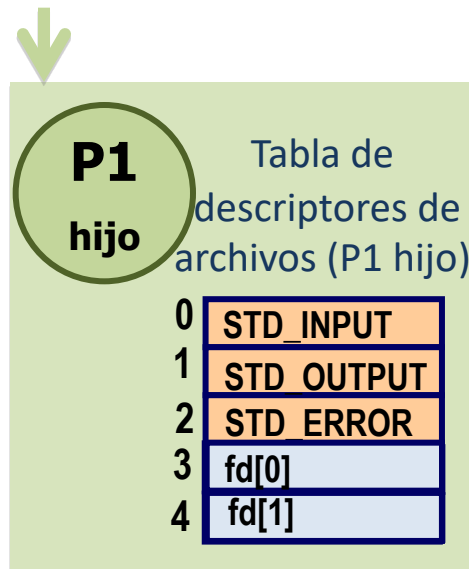 P1
hijo
Tabla de
descriptores de
archivos (P1 hijo)
0 STD_INPUT
1 STD_OUTPUT
2 STD_ERROR
3 fd[0]
4 fd[1]